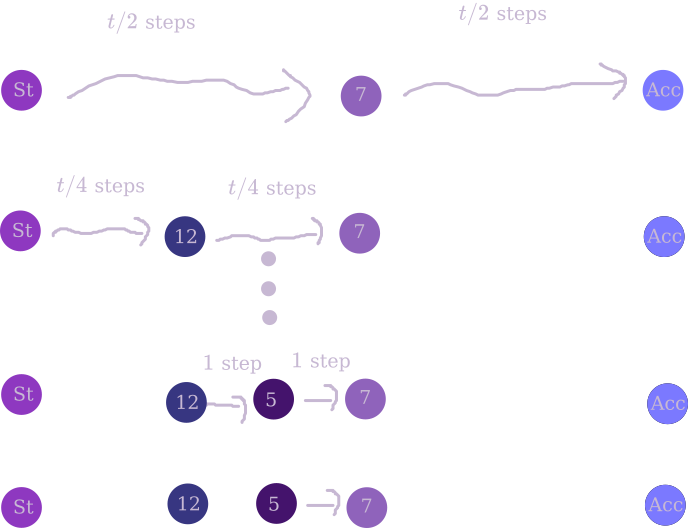 t/2 steps t/2 steps
St 7 Acc
t/4 steps t/4 steps
St 12 7 Acc
1 step 1 step
St 12 5 7 Acc
St 12 5 7 Acc